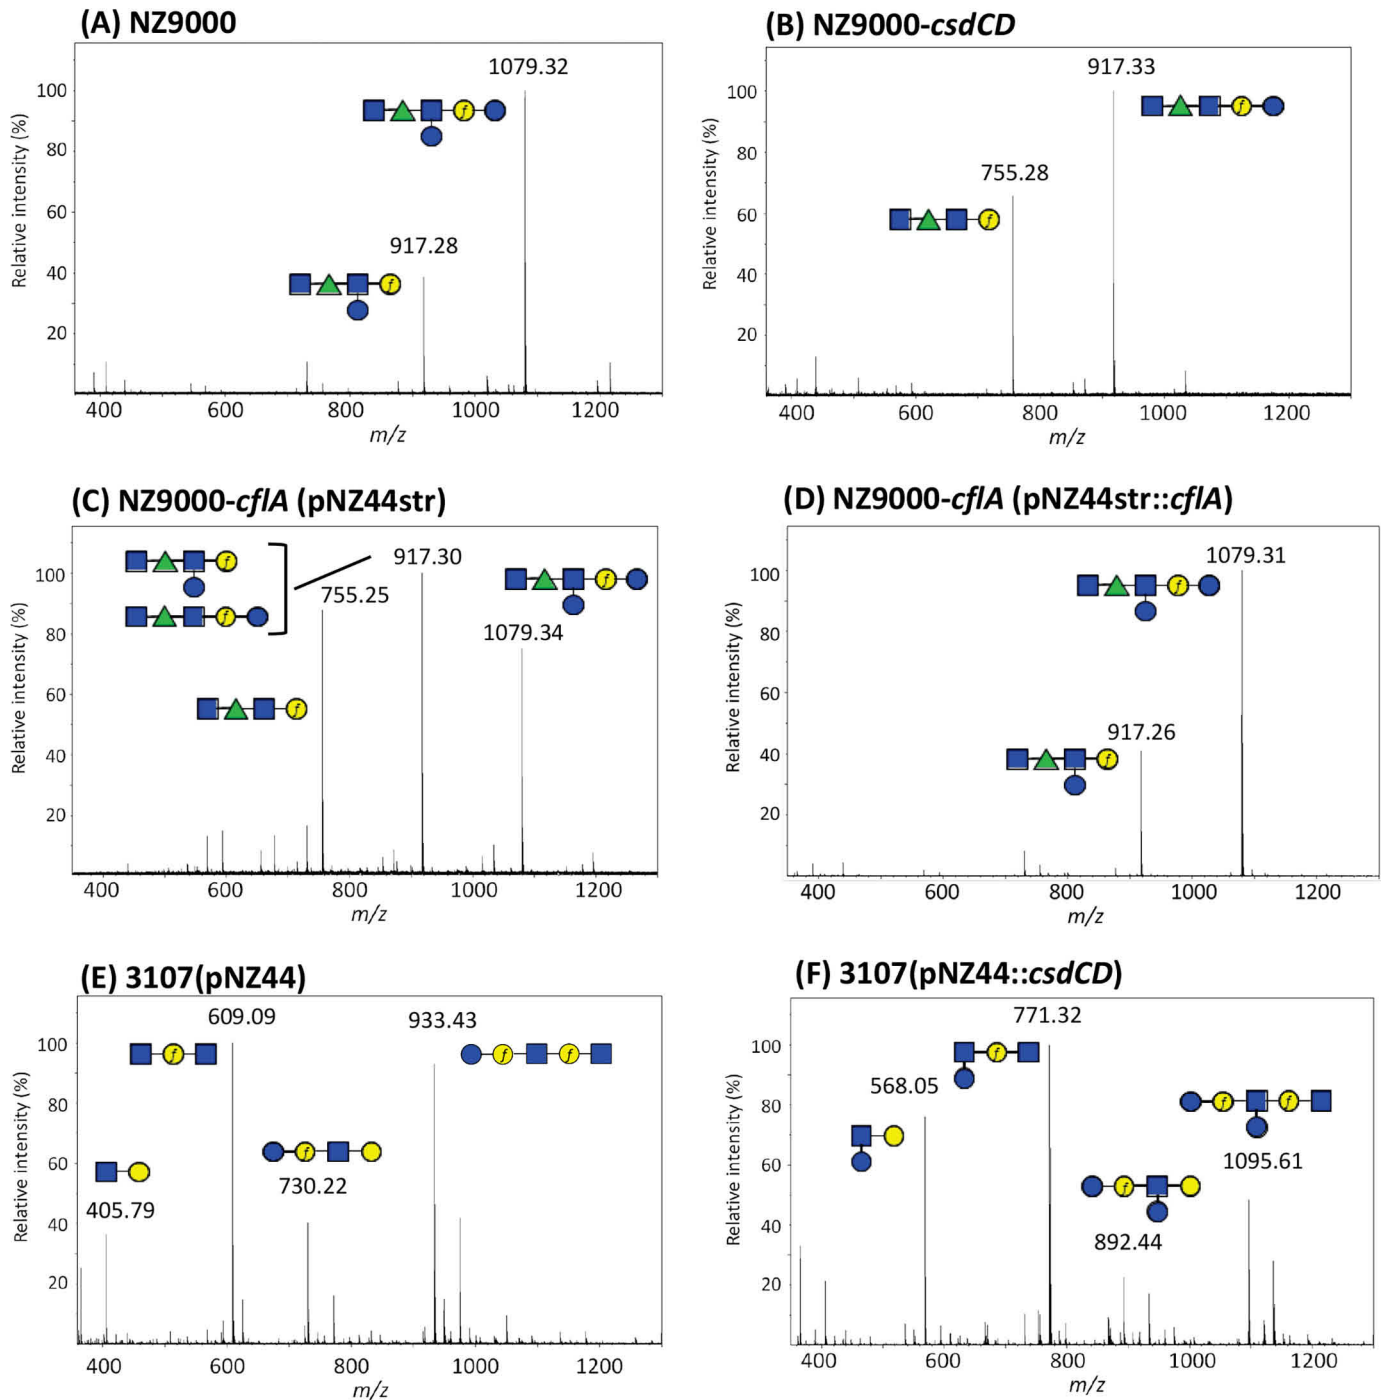 (A) NZ9000
Relative intensity (%)
100
80
60
40
20
1079.32
f
917.28
f
400 600 800 1000 1200
m/z
(B) NZ9000-csdCD
Relative intensity (%)
100
80
60
40
20
917.33
f
755.28
f
400 600 800 1000 1200
m/z
(C) NZ9000-cflA (pNZ44str)
Relative intensity (%)
100
80
60
40
20
f
f
917.30
755.25
f
1079.34
f
400 600 800 1000 1200
m/z
(D) NZ9000-cflA (pNZ44str::cflA)
Relative intensity (%)
100
80
60
40
20
1079.31
f
917.26
f
400 600 800 1000 1200
m/z
(E) 3107(pNZ44)
Relative intensity (%)
100
80
60
40
20
609.09
933.43
f
f f
f
730.22
405.79
400 600 800 1000 1200
m/z
(F) 3107(pNZ44::csdCD)
Relative intensity (%)
100
80
60
40
20
771.32
f
568.05
f f
1095.61
f
892.44
400 600 800 1000 1200
m/z